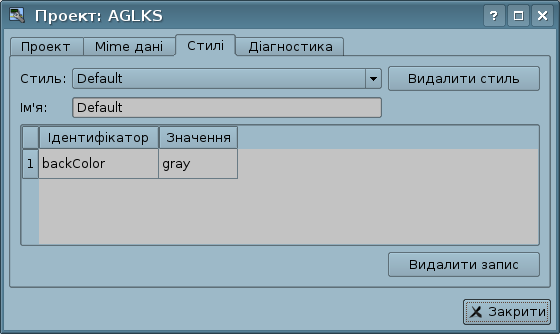 Проект: AGLKS
Проект Mime дані Стилі Діагностика
Стиль: Default Видалити стиль
Ім'я: Default
Ідентифікатор Значення
1 backColor gray
Видалити запис
Закрити